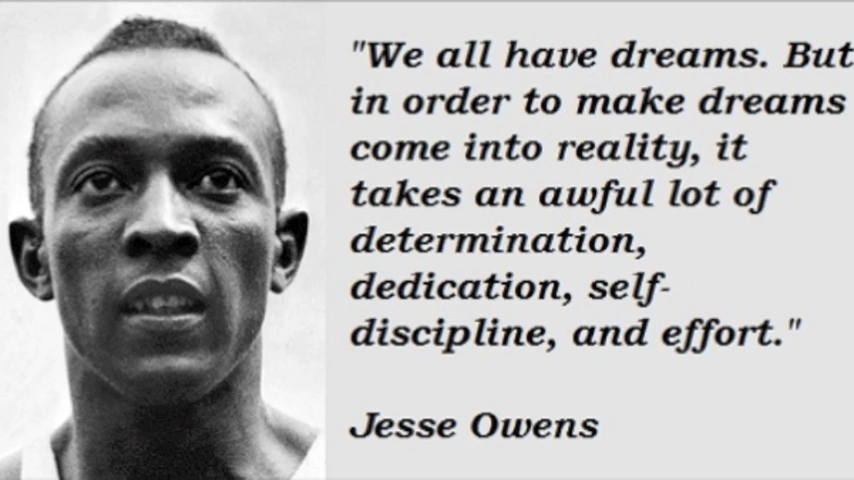 "We all have dreams. But
in order to make dreams
come into reality, it
takes an awful lot of
determination,
dedication, self-
discipline, and effort."
Jesse Owens